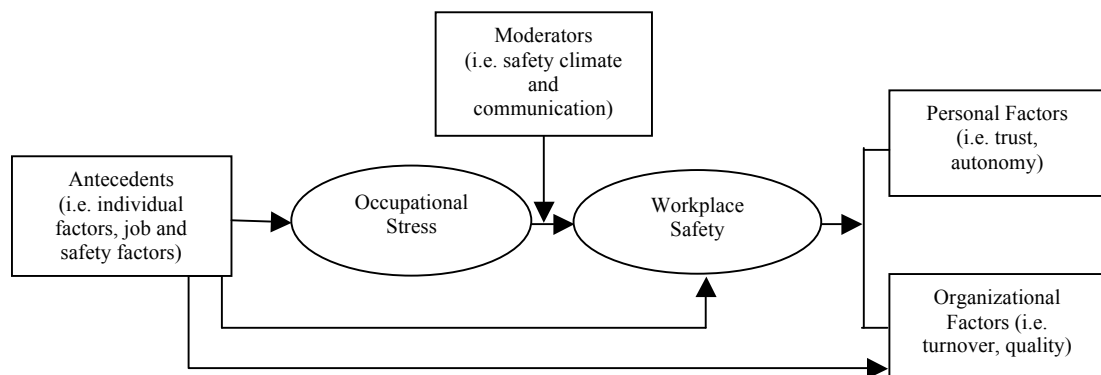 Moderators
(i.e. safety climate
and
communication)
Personal Factors
(i.e. trust,
autonomy)
Antecedents
(i.e. individual
factors, job and
safety factors)
Occupational
Stress
Workplace
Safety
Organizational
Factors (i.e.
turnover, quality)